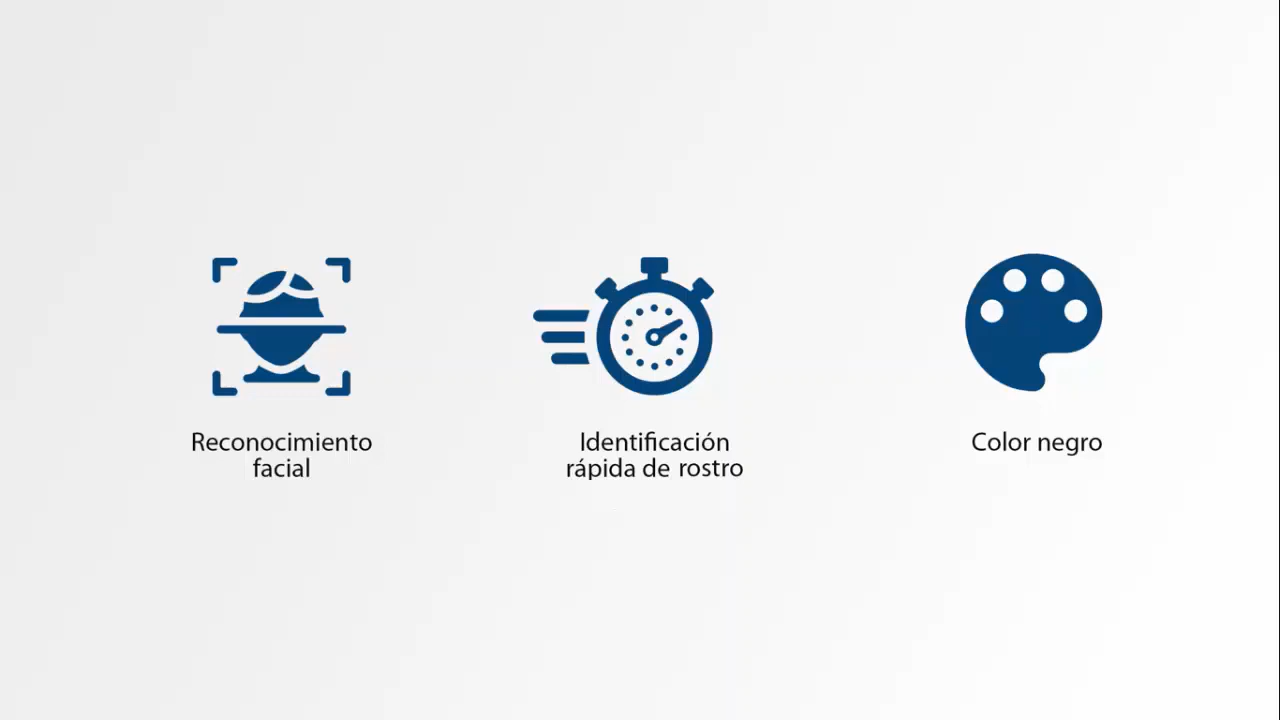 Reconocimiento
facial
Identificación
rápida de rostro
Color negro